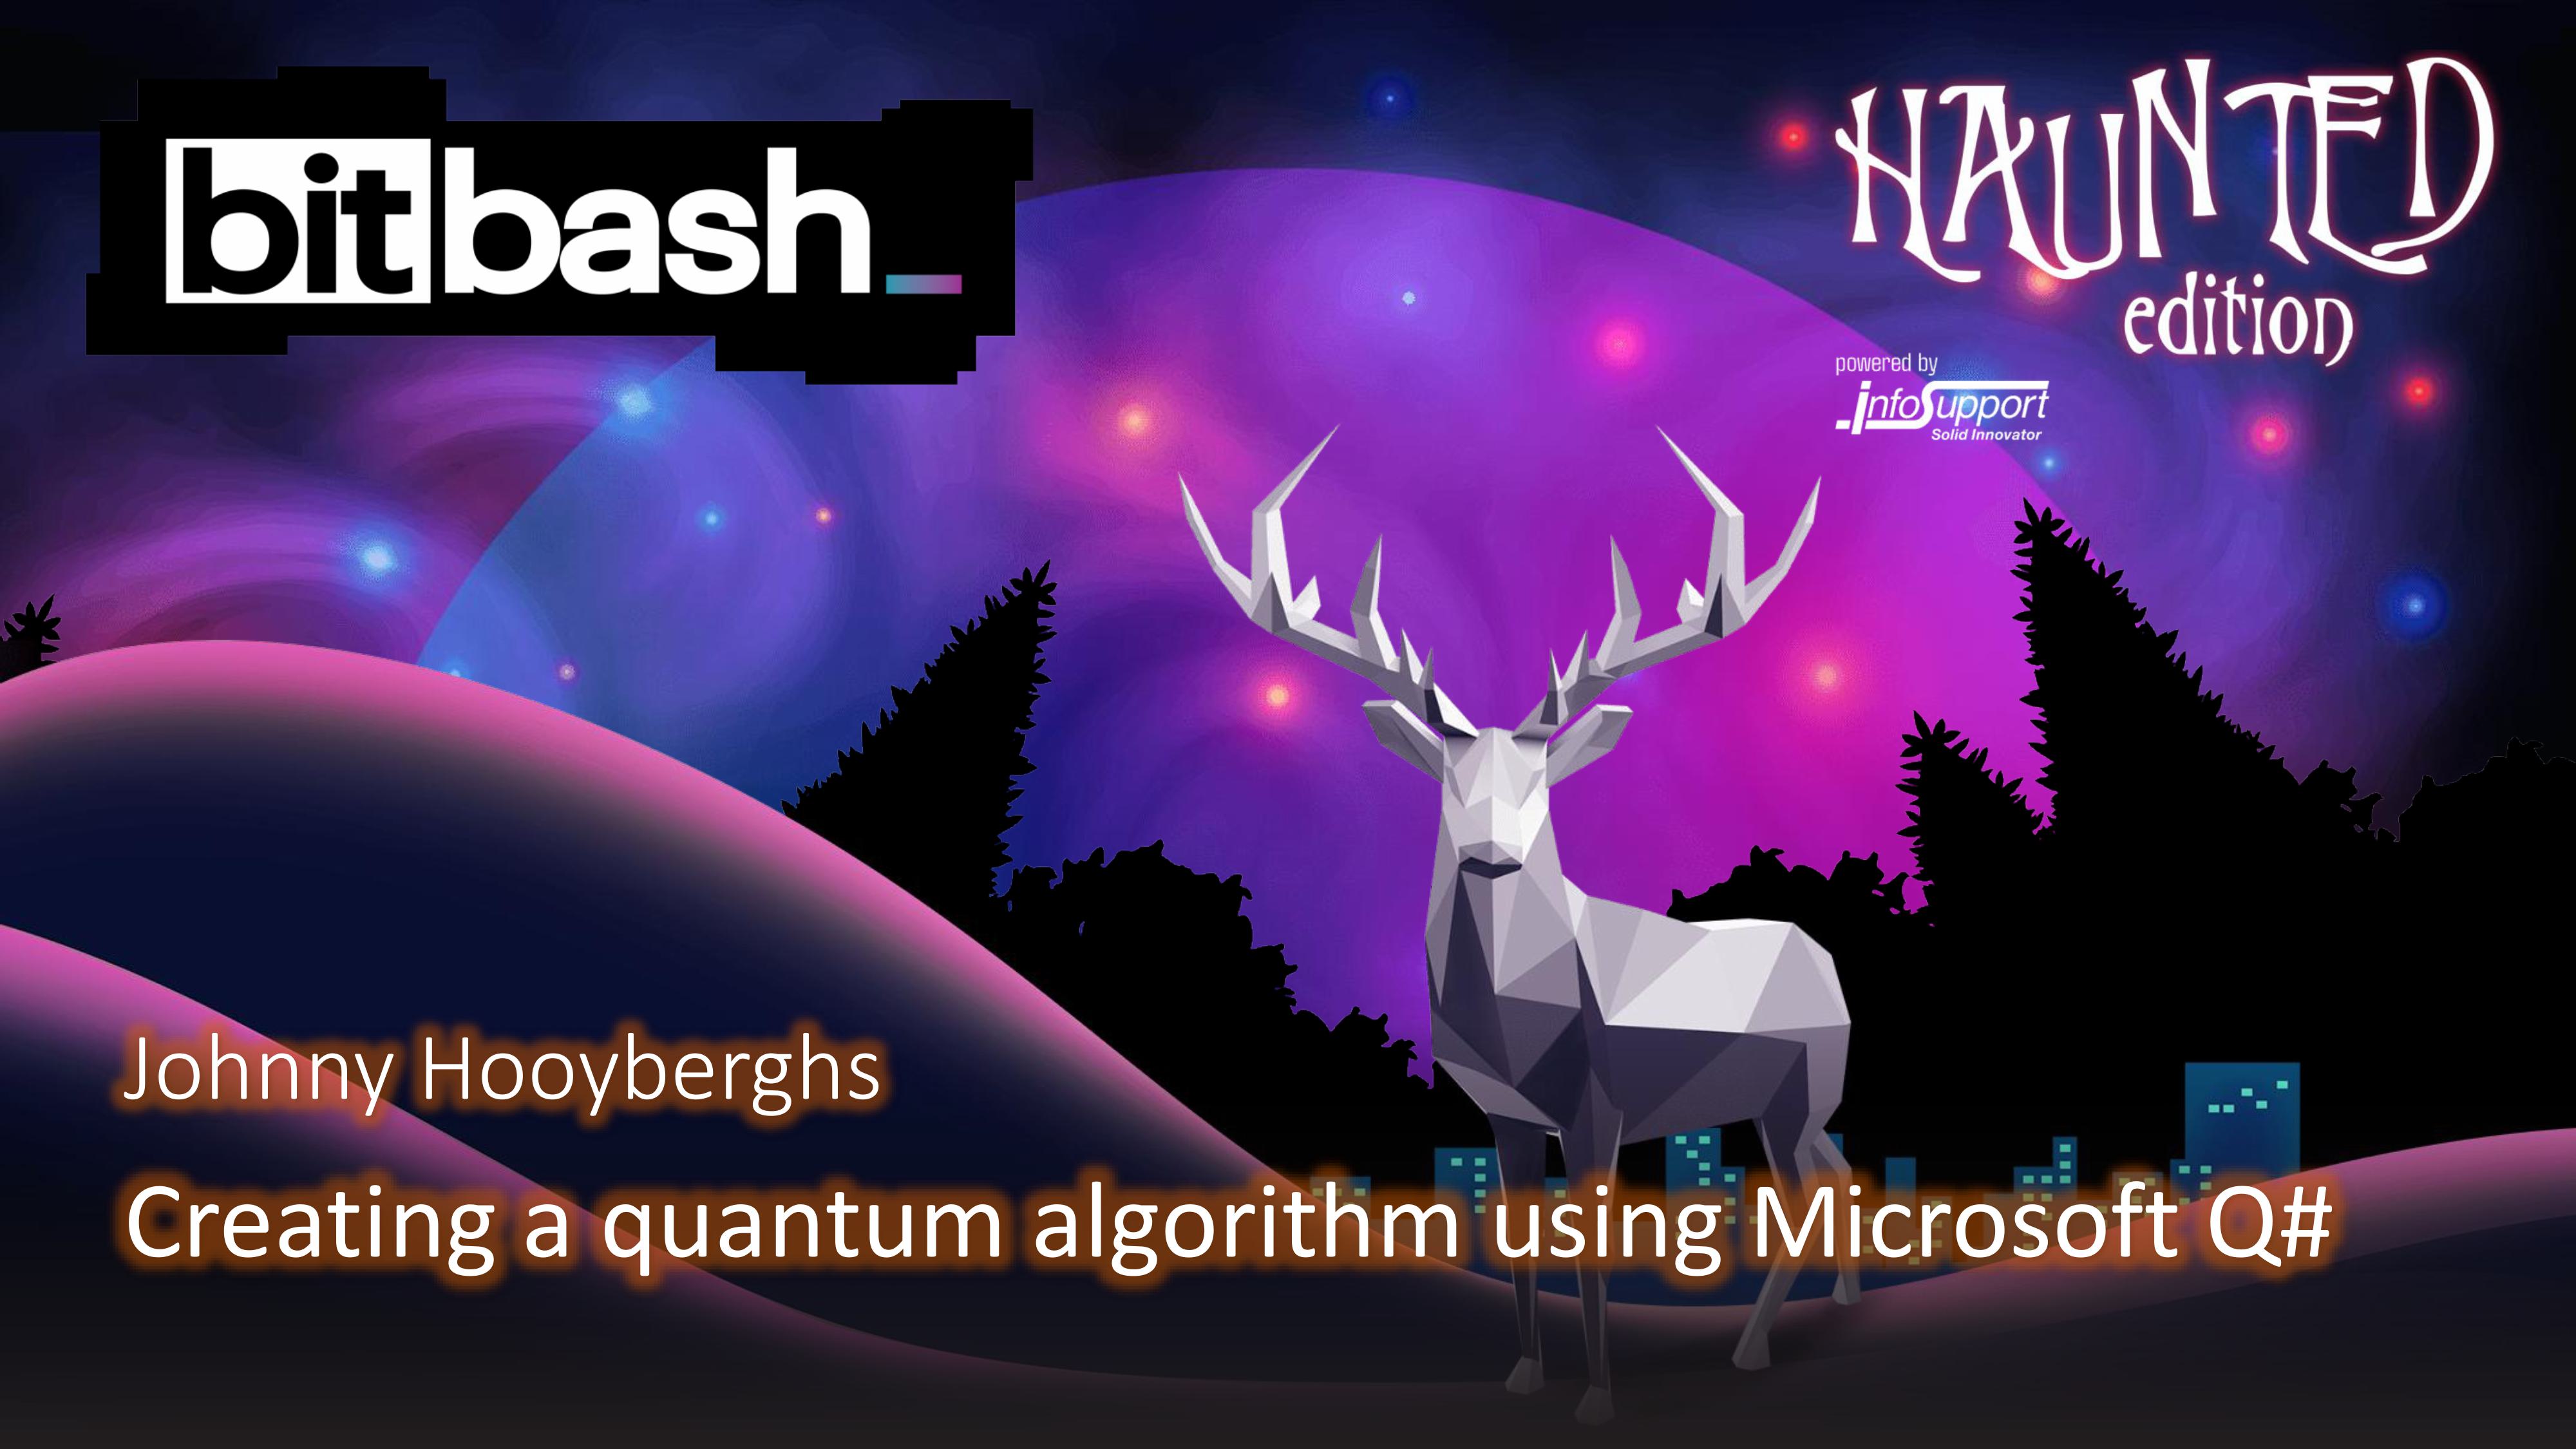 bitbash_
HAUNTED
edition
powered by
infoSupport
Solid Innovator
Johnny Hooyberghs
Creating a quantum algorithm using Microsoft Q#